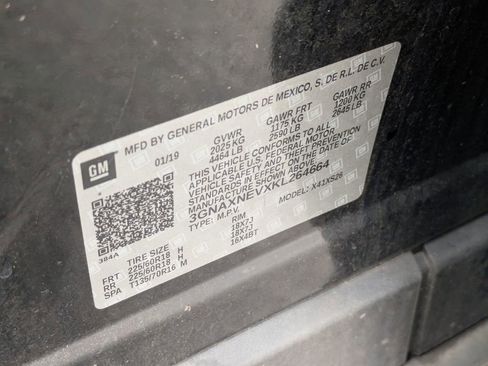 MFD BY GENERAL MOTORS DE MEXICO, S. DE R.L. DE C.V.
GM
01/19
GVWR GAWR FRT GAWR RR
2025 KG 1175 KG 1200 KG
4464 LB 2590 LB 2645 LB
THIS VEHICLE CONFORMS TO ALL APPLICABLE
U.S. FEDERAL MOTOR VEHICLE
SAFETY, BUMPER, AND THEFT PREVENTION
STANDARDS IN EFFECT ON THE DATE OF
MANUFACTURE SHOWN ABOVE.
3GNAXNEVXKL264664
TYPE: M.P.V. MODEL: X41XS26
384A
TIRE SIZE RIM
FRT 225/60R18 H 18X7J
RR 225/60R18 H 18X7J
SPA T135/70R16 M 16X4BT